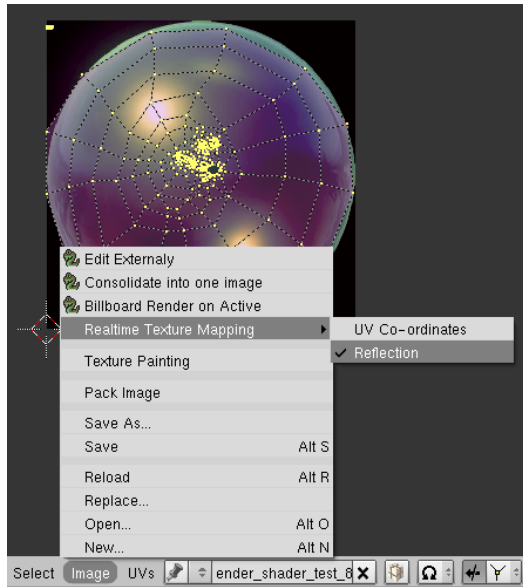 Edit Externaly
Consolidate into one image
Billboard Render on Active
Realtime Texture Mapping
UV Co-ordinates
Reflection
Texture Painting
Pack Image
Save As...
Save Alt S
Reload Alt R
Replace...
Open... Alt O
New... Alt N
Select Image UVs ender_shader_test_8